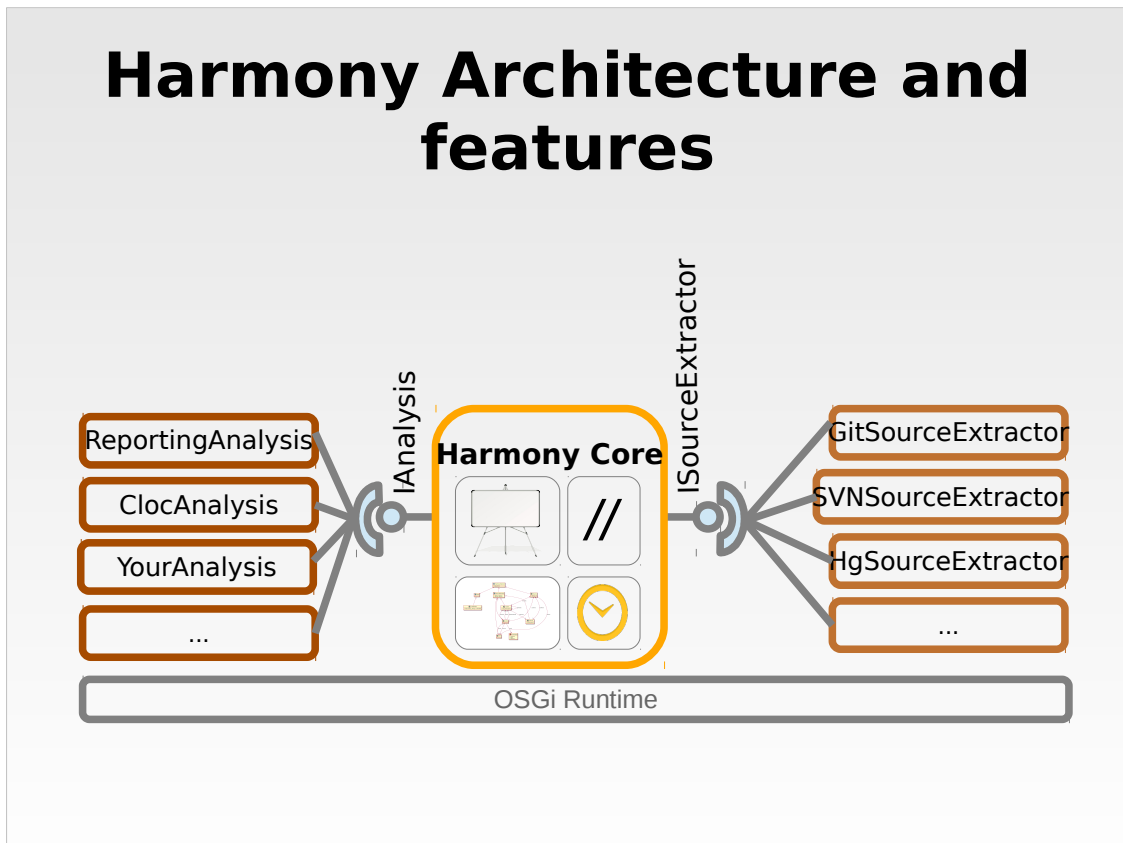 Harmony Architecture and
features
ISourceExtractor
IAnalysis
ReportingAnalysis
ClocAnalysis
YourAnalysis
...
Harmony Core
//
GitSourceExtractor
SVNSourceExtractor
HgSourceExtractor
...
OSGi Runtime